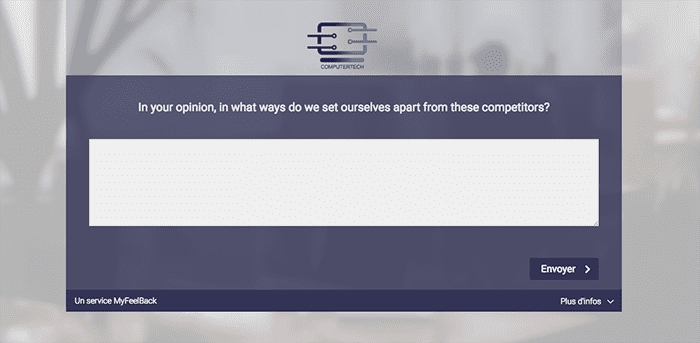 COMPUTERTECH
In your opinion, in what ways do we set ourselves apart from these competitors?
Envoyer
Un service MyFeelBack
Plus d'infos